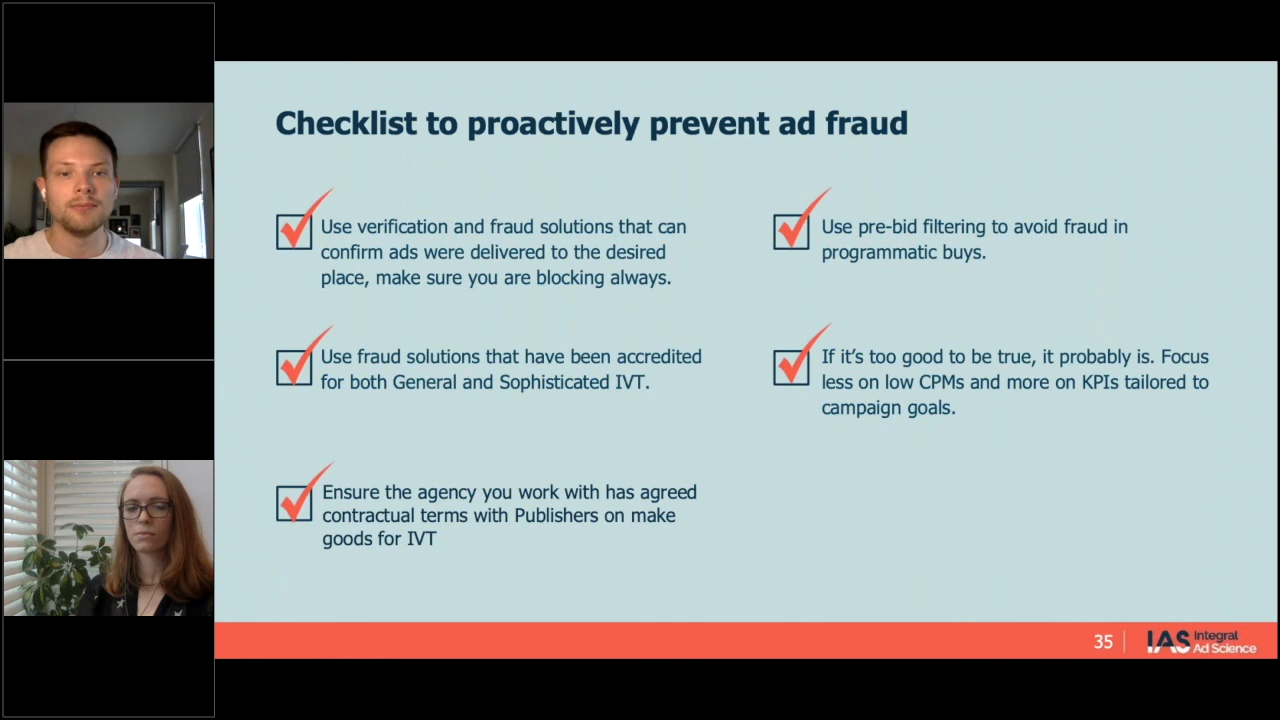 Checklist to proactively prevent ad fraud
Use verification and fraud solutions that can
confirm ads were delivered to the desired
place, make sure you are blocking always.
Use pre-bid filtering to avoid fraud in
programmatic buys.
Use fraud solutions that have been accredited
for both General and Sophisticated IVT.
If it’s too good to be true, it probably is. Focus
less on low CPMs and more on KPIs tailored to
campaign goals.
Ensure the agency you work with has agreed
contractual terms with Publishers on make
goods for IVT
35
IAS Integral
Ad Science